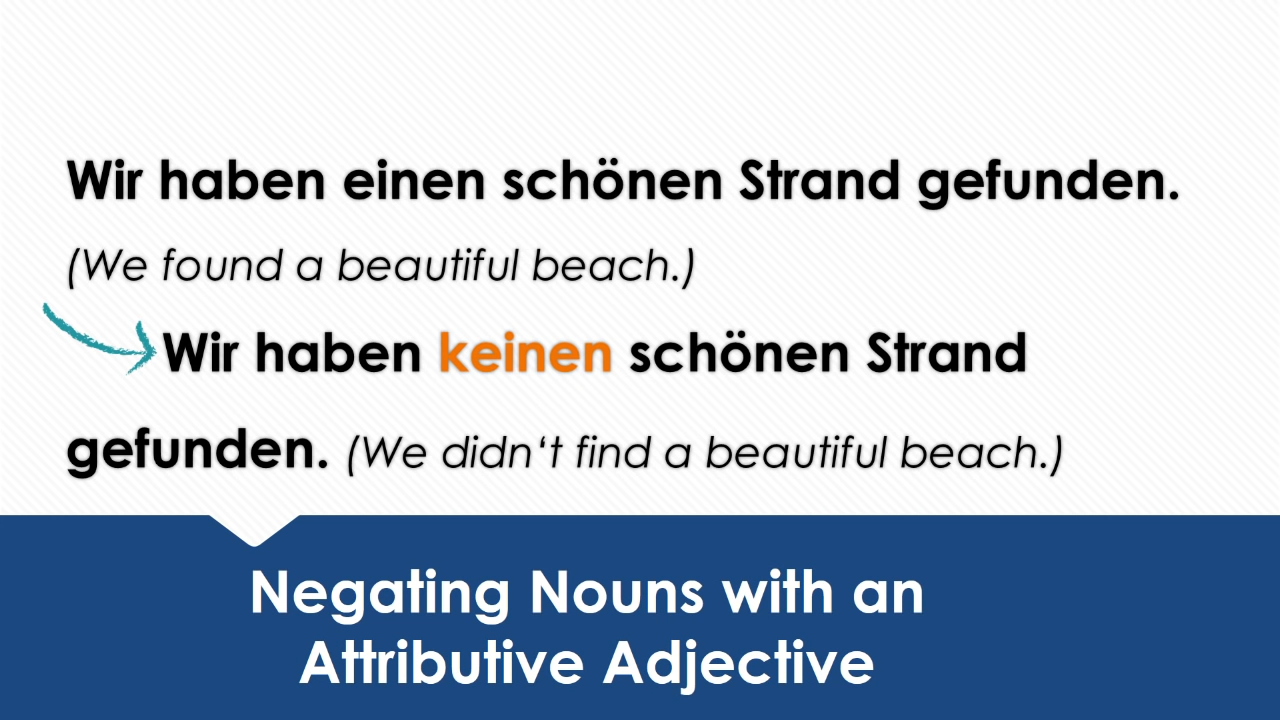 Wir haben einen schönen Strand gefunden.
(We found a beautiful beach.)
Wir haben keinen schönen Strand
gefunden. (We didn‘t find a beautiful beach.)
Negating Nouns with an
Attributive Adjective